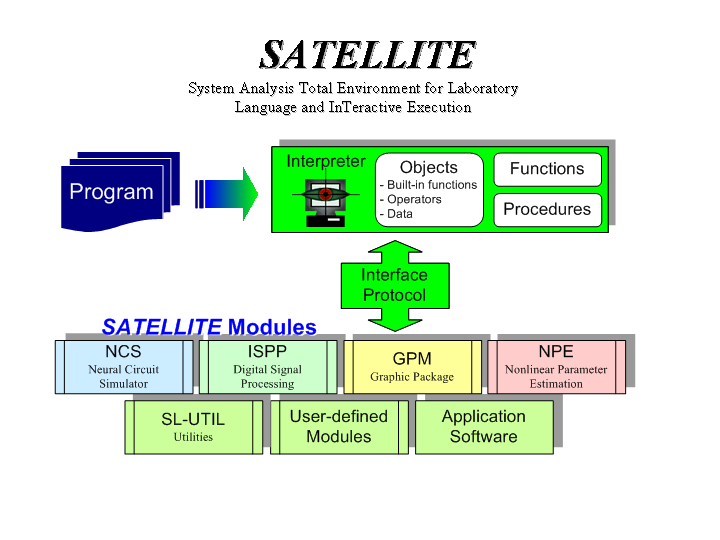 SATELLITE
System Analysis Total Environment for Laboratory
Language and InTeractive Execution
Program
Interpreter
Objects
- Built-in functions
- Operators
- Data
Functions
Procedures
Interface
Protocol
SATELLITE Modules
NCS
Neural Circuit
Simulator
ISPP
Digital Signal
Processing
GPM
Graphic Package
NPE
Nonlinear Parameter
Estimation
SL-UTIL
Utilities
User-defined
Modules
Application
Software